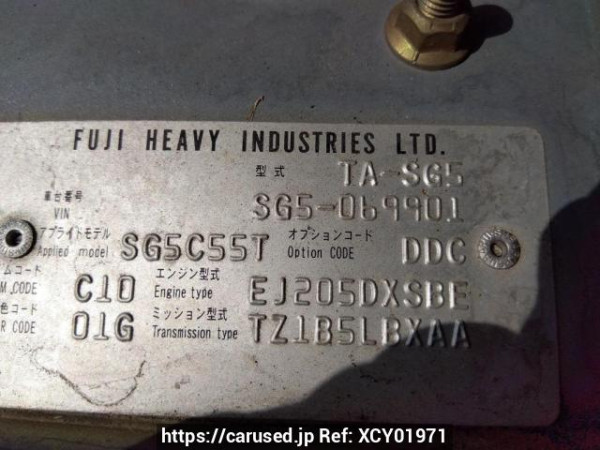 FUJI HEAVY INDUSTRIES LTD.
型式 TA-SG5
車台番号 VIN SG5-069901
アプライドモデル Applied model SG5C55T オプションコード Option CODE DDC
ムコード M.CODE C10 エンジン型式 Engine type EJ205DXSBE
色コード R CODE 01G ミッション型式 Transmission type TZ1B5LBXAA
https://carused.jp Ref: XCY01971